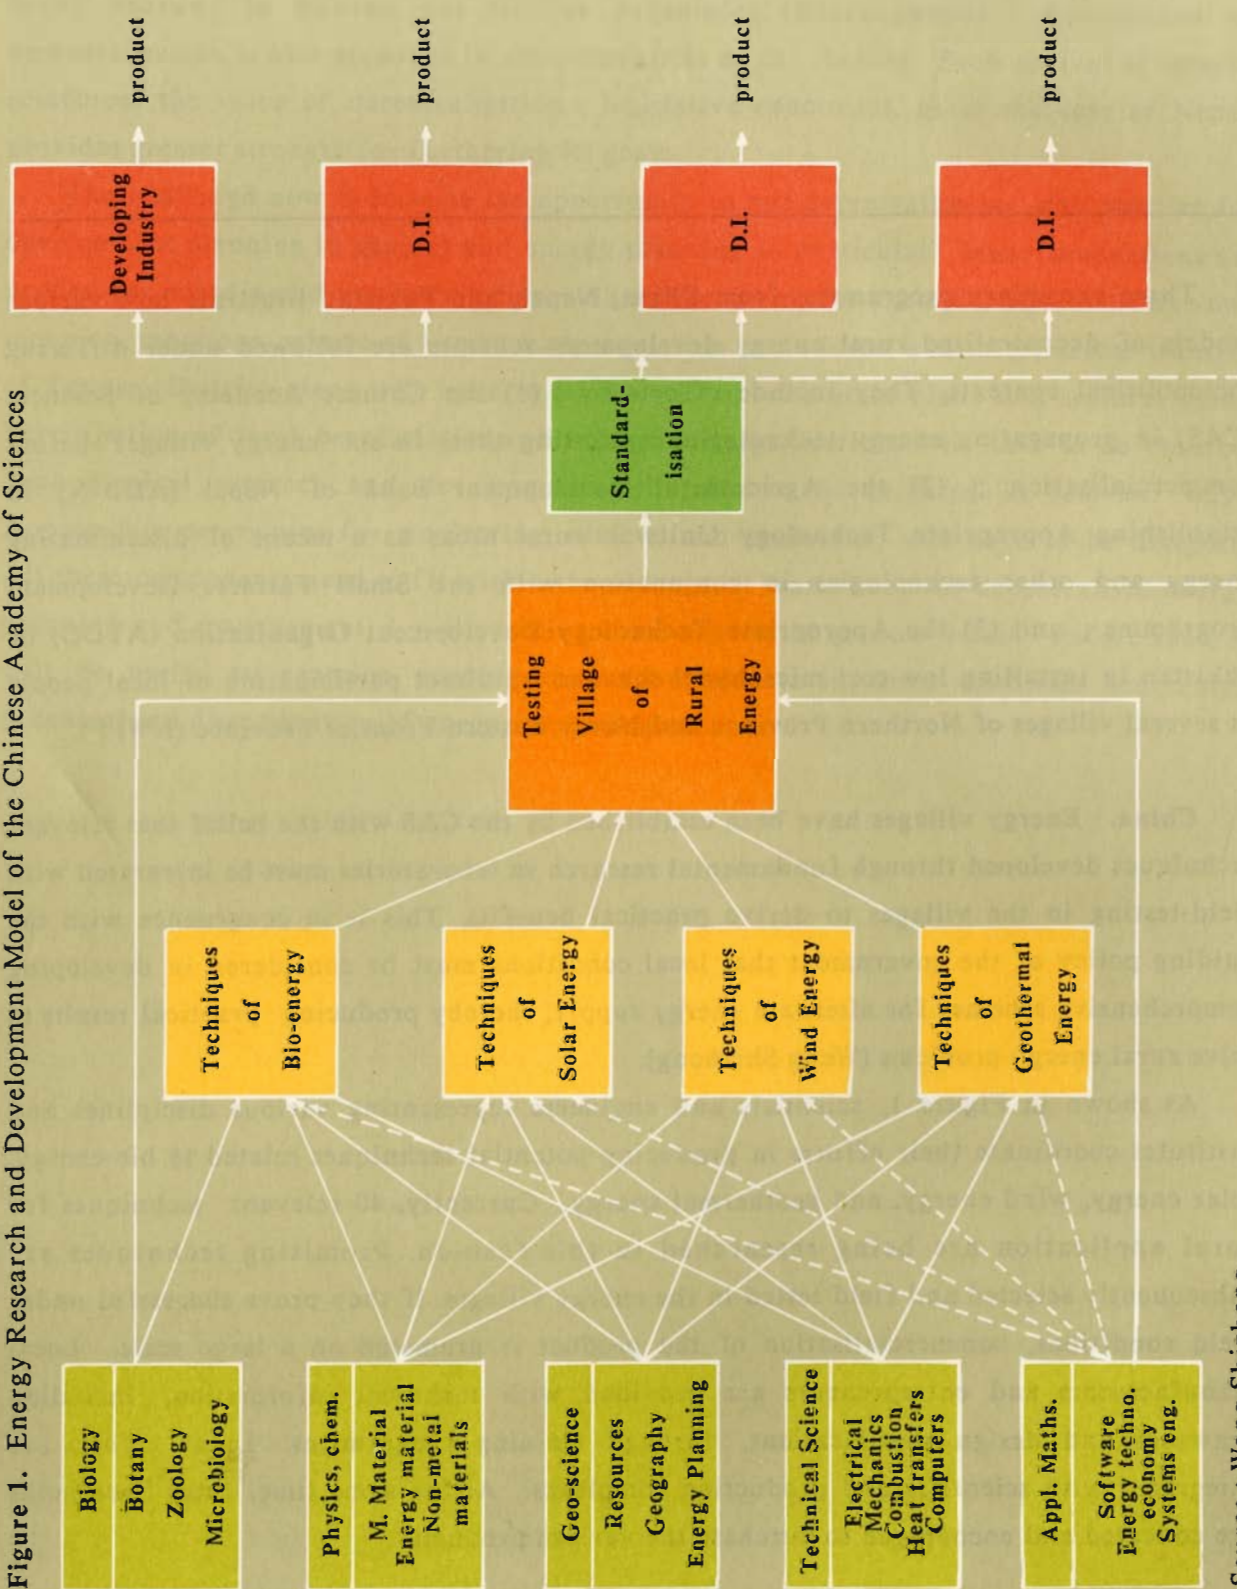 Figure 1. Energy Research and Development Model of the Chinese Academy of Sciences
Biology
Botany
Zoology
Microbiology
Physics, chem.
M. Material
Energy material
Non-metal
materials
Geoscience
Resources
Geography
Energy Planning
Technical Science
Electrical
Mechanics
Combustion
Heat transfers
Computers
Appl. Maths.
Software
Energy techno.
economy
Systems eng.
Techniques
of
Bio-energy
Techniques
of
Solar Energy
Techniques
of
Wind Energy
Techniques
of
Geothermal
Energy
Testing
Village
of
Rural
Energy
Standard-
isation
Developing
Industry
D.I.
D.I.
D.I.
product
product
product
product